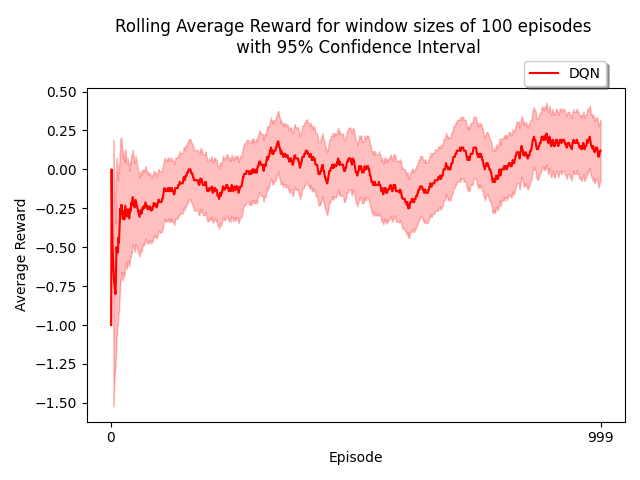 Rolling Average Reward for window sizes of 100 episodes
with 95% Confidence Interval
DQN
0.50
0.25
0.00
−0.25
−0.50
−0.75
−1.00
−1.25
−1.50
Average Reward
0 999
Episode